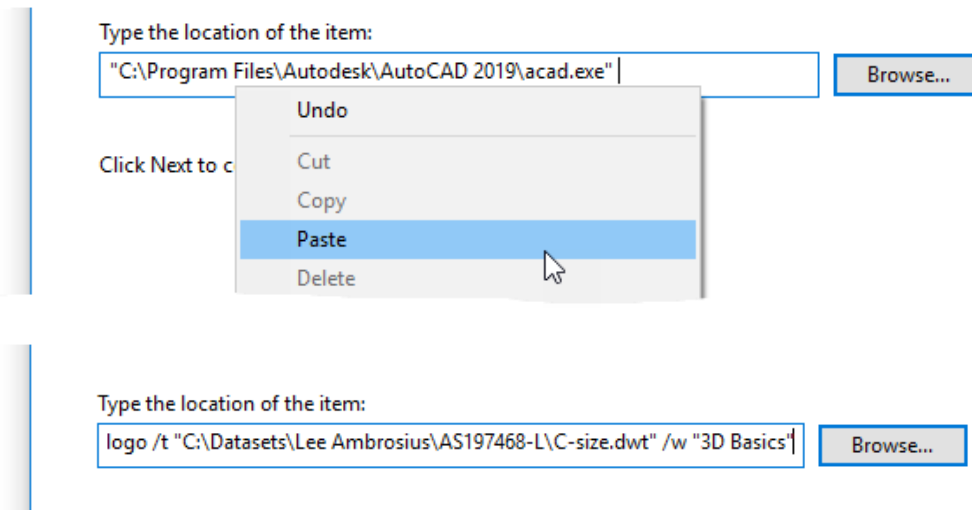 Type the location of the item:
"C:\Program Files\Autodesk\AutoCAD 2019\acad.exe"
Browse...
Undo
Click Next to c
Cut
Copy
Paste
Delete
Type the location of the item:
logo /t "C:\Datasets\Lee Ambrosius\AS197468-L\C-size.dwt" /w "3D Basics"
Browse...